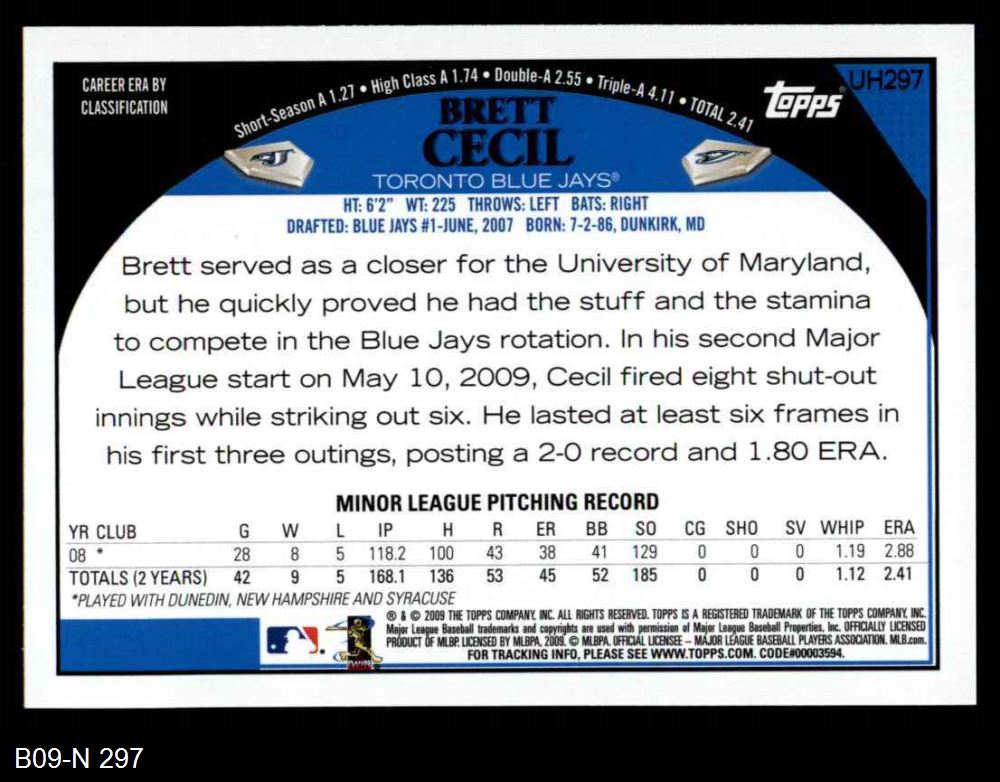 CAREER ERA BY
CLASSIFICATION
Short-Season A 1.27 • High Class A 1.74 • Double-A 2.55 • Triple-A 4.11 • TOTAL 2.41
Topps
UH297
BRETT
CECIL
TORONTO BLUE JAYS®
HT: 6'2" WT: 225 THROWS: LEFT BATS: RIGHT
DRAFTED: BLUE JAYS #1-JUNE, 2007 BORN: 7-2-86, DUNKIRK, MD
Brett served as a closer for the University of Maryland,
but he quickly proved he had the stuff and the stamina
to compete in the Blue Jays rotation. In his second Major
League start on May 10, 2009, Cecil fired eight shut-out
innings while striking out six. He lasted at least six frames in
his first three outings, posting a 2-0 record and 1.80 ERA.
MINOR LEAGUE PITCHING RECORD
YR CLUB G W L IP H R ER BB SO CG SHO SV WHIP ERA
08 * 28 8 5 118.2 100 43 38 41 129 0 0 0 1.19 2.88
TOTALS (2 YEARS) 42 9 5 168.1 136 53 45 52 185 0 0 0 1.12 2.41
*PLAYED WITH DUNEDIN, NEW HAMPSHIRE AND SYRACUSE
® & © 2009 THE TOPPS COMPANY, INC. ALL RIGHTS RESERVED. TOPPS IS A REGISTERED TRADEMARK OF THE TOPPS COMPANY, INC.
Major League Baseball trademarks and copyrights are used with permission of Major League Baseball Properties, Inc. OFFICIALLY LICENSED
PRODUCT OF MLBP. LICENSED BY MLBPA, 2009. © MLBPA. OFFICIAL LICENSEE – MAJOR LEAGUE BASEBALL PLAYERS ASSOCIATION. MLB.com.
FOR TRACKING INFO, PLEASE SEE WWW.TOPPS.COM. CODE#00003594.
B09-N 297